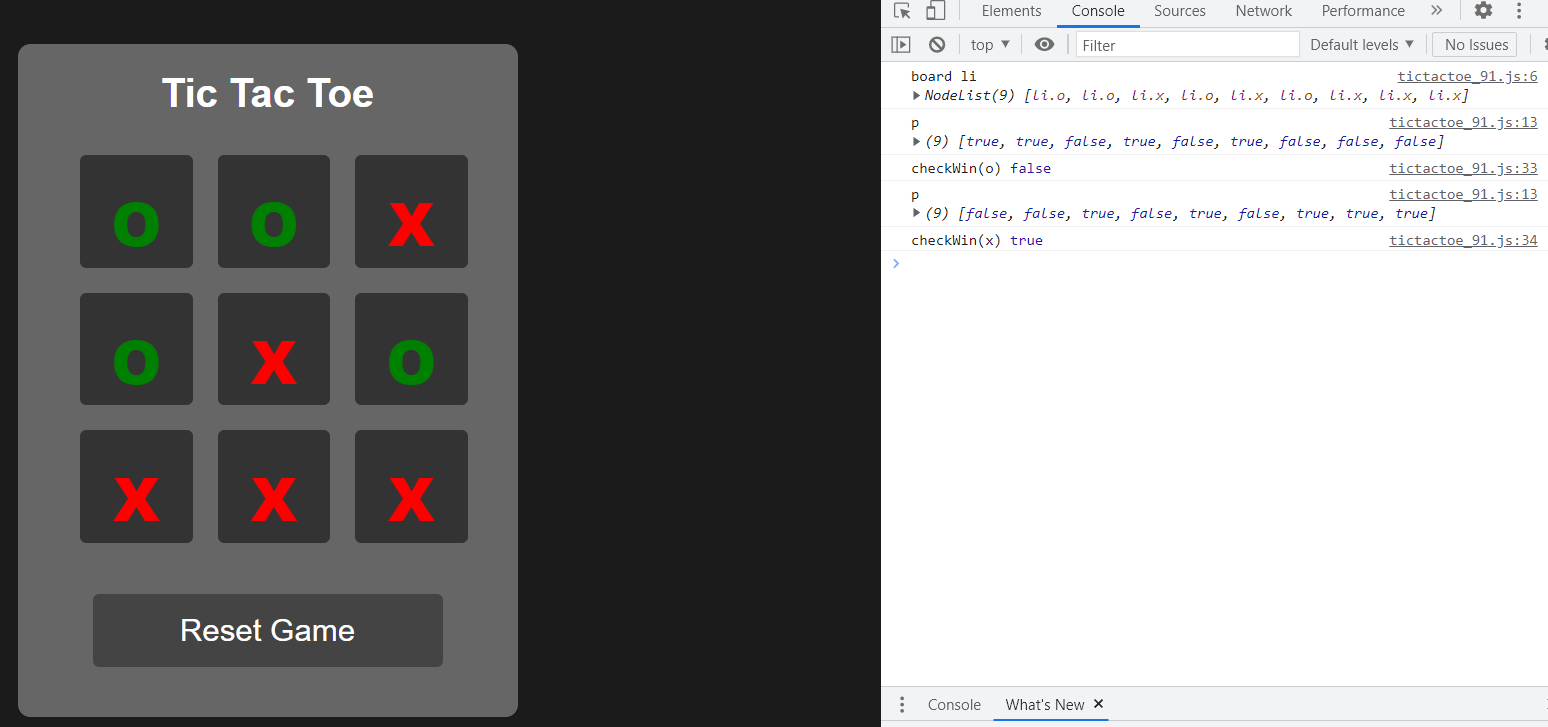 Tic Tac Toe
o o x
o x o
x x x
Reset Game
Elements Console Sources Network Performance
top Filter Default levels No Issues
board li tictactoe_91.js:6
NodeList(9) [li.o, li.o, li.x, li.o, li.x, li.o, li.x, li.x, li.x]
p tictactoe_91.js:13
(9) [true, true, false, true, false, true, false, false, false]
checkWin(o) false tictactoe_91.js:33
p tictactoe_91.js:13
(9) [false, false, true, false, true, false, true, true, true]
checkWin(x) true tictactoe_91.js:34
Console What's New